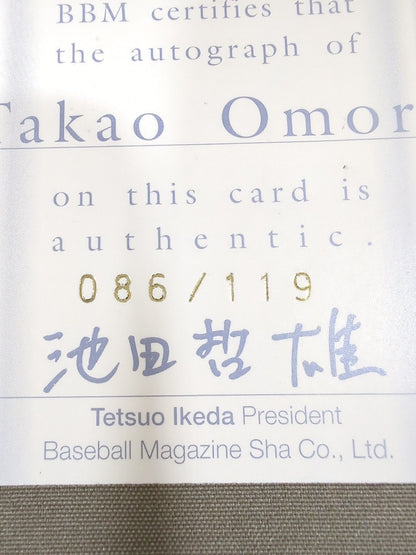 BBM certifies that
the autograph of
Takao Omor
on this card is
authentic.
086/119
池田哲雄
Tetsuo Ikeda President
Baseball Magazine Sha Co., Ltd.